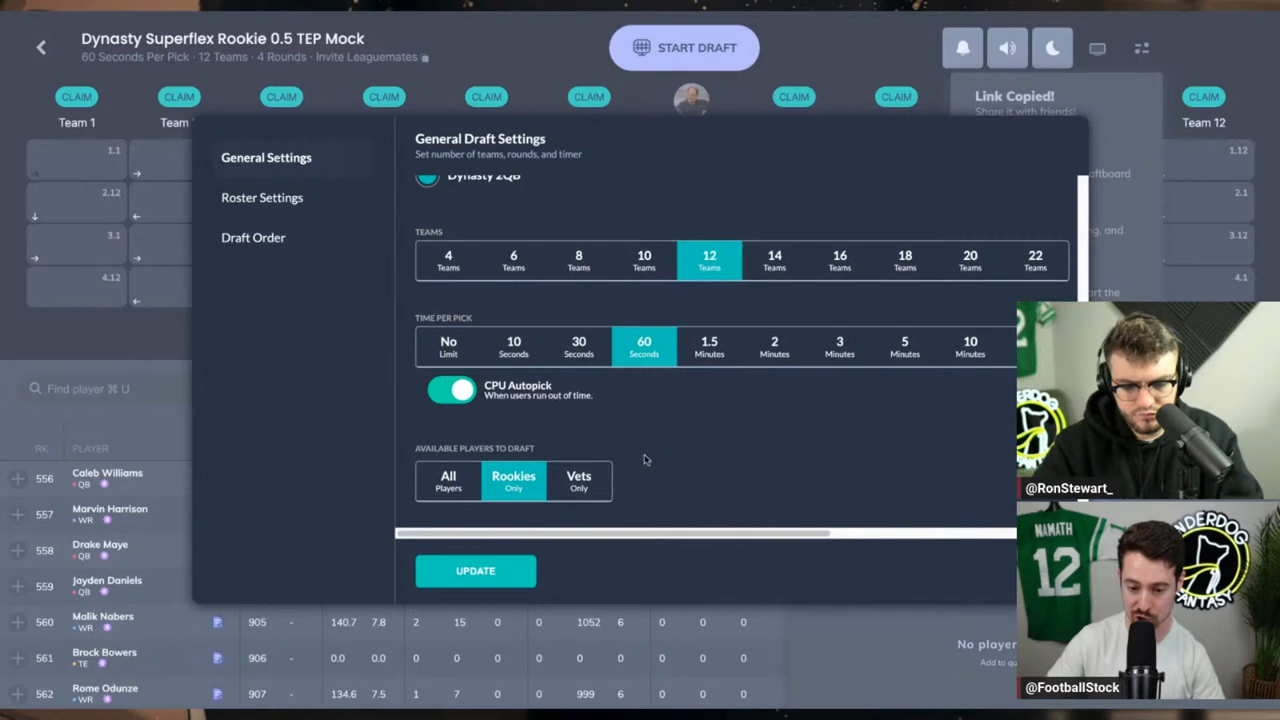 Dynasty Superflex Rookie 0.5 TEP Mock
60 Seconds Per Pick · 12 Teams · 4 Rounds · Invite Leaguemates
START DRAFT
CLAIM CLAIM CLAIM CLAIM CLAIM CLAIM CLAIM CLAIM CLAIM
Team 1 Team Team 12
Link Copied!
Share it with friends!
1.1
2.12
3.1
4.12
1.12
2.1
3.12
4.1
General Settings
Roster Settings
Draft Order
General Draft Settings
Set number of teams, rounds, and timer
Dynasty 2QB
TEAMS
4 6 8 10 12 14 16 18 20 22
Teams Teams Teams Teams Teams Teams Teams Teams Teams Teams
TIME PER PICK
No 10 30 60 1.5 2 3 5 10
Limit Seconds Seconds Seconds Minutes Minutes Minutes Minutes Minutes
CPU Autopick
When users run out of time.
AVAILABLE PLAYERS TO DRAFT
All Rookies Vets
Players Only Only
UPDATE
Find player ⌘ U
RK PLAYER
556 Caleb Williams
QB
557 Marvin Harrison
WR
558 Drake Maye
QB
559 Jayden Daniels
QB
560 Malik Nabers 905 - 140.7 7.8 2 15 0 0 1052 6 0 0 0
WR
561 Brock Bowers 906 - 0.0 0.0 0 0 0 0 0 0 0 0 0
TE
562 Rome Odunze 907 - 134.6 7.5 1 7 0 0 999 6 0 0 0
WR
No player
Add to qu
oftboard
ng, and
ort the
@RonStewart_
NAMATH
12
@FootballStock